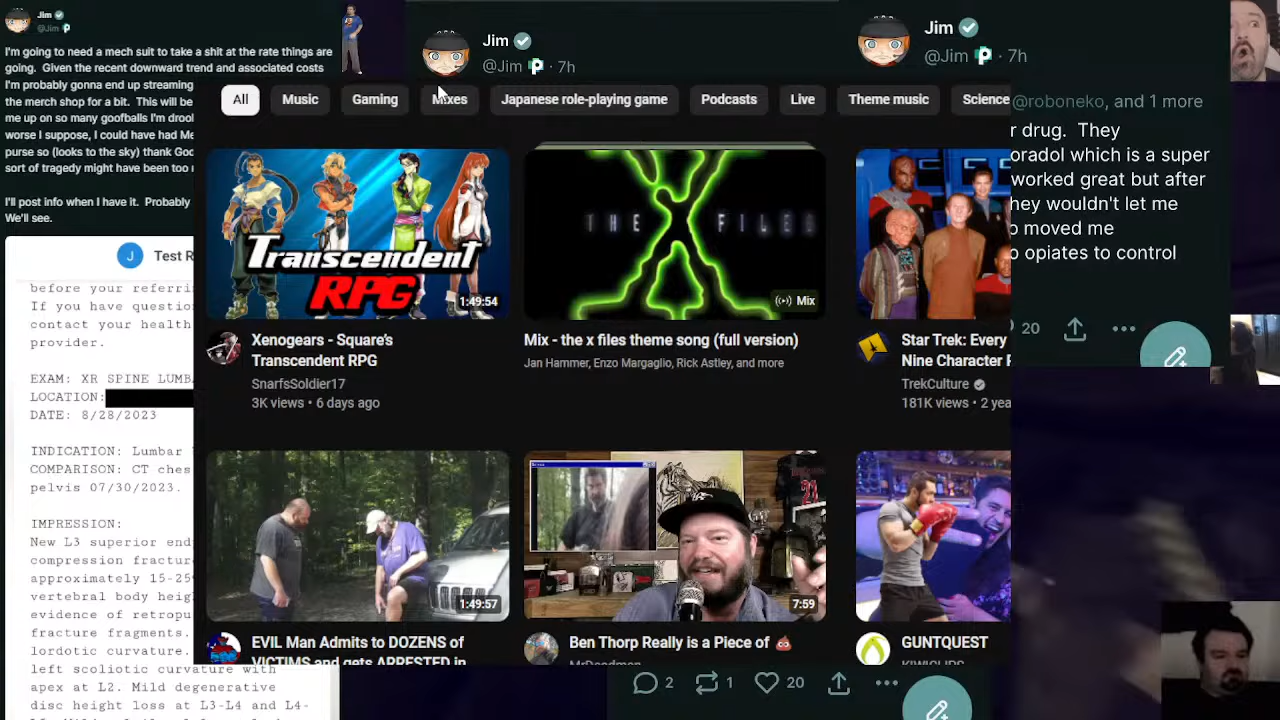 Jim
@Jim
I'm going to need a mech suit to take a shit at the rate things are
going. Given the recent downward trend and associated costs
I'm probably gonna end up streaming
the merch shop for a bit. This will be
me up on so many goofballs I'm drool
worse I suppose, I could have had Me
purse so (looks to the sky) thank God
sort of tragedy might have been too
I'll post info when I have it. Probably
We'll see.
J
Test R
before your referri
If you have question
contact your health
provider.
EXAM: XR SPINE LUMB
LOCATION:
DATE: 8/28/2023
INDICATION: Lumbar
COMPARISON: CT ches
pelvis 07/30/2023.
IMPRESSION:
New L3 superior end
compression fracture
approximately 15-25%
vertebral body heig
evidence of retropu
fracture fragments.
lordotic curvature.
left scoliotic curvature with
apex at L2. Mild degenerative
disc height loss at L3-L4 and L4-
Jim
@Jim · 7h
Jim
@Jim · 7h
All
Music
Gaming
Mixes
Japanese role-playing game
Podcasts
Live
Theme music
Science
Transcendent
RPG
1:49:54
Xenogears - Square's
Transcendent RPG
SnarfsSoldier17
3K views • 6 days ago
THE X FILES
Mix
Mix - the x files theme song (full version)
Jan Hammer, Enzo Margaglio, Rick Astley, and more
Star Trek: Every
Nine Character F
TrekCulture
181K views • 2 yea
1:49:57
EVIL Man Admits to DOZENS of
VICTIMS and gets ARRESTED in
21
7:59
Ben Thorp Really is a Piece of 💩
MrDeadman
GUNTQUEST
KIWICLIPS
@roboneko, and 1 more
r drug. They
oradol which is a super
worked great but after
hey wouldn't let me
o moved me
o opiates to control
20
2
1
20